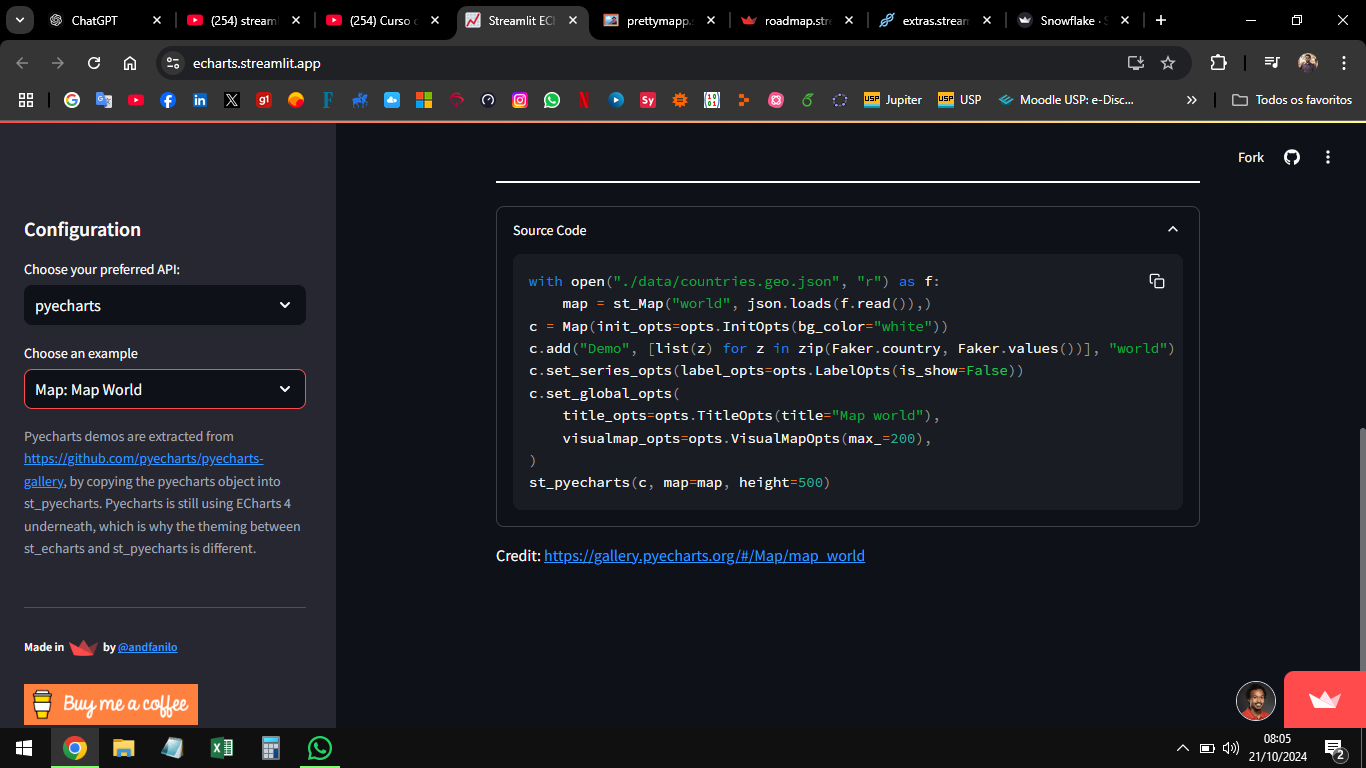 ChatGPT
(254) streaml
(254) Curso
Streamlit EC
prettymapp.s
roadmap.stre
extras.stream
Snowflake · S
echarts.streamlit.app
Jupiter
USP
Moodle USP: e-Disc...
Todos os favoritos
Fork
Configuration
Choose your preferred API:
pyecharts
Choose an example
Map: Map World
Pyecharts demos are extracted from
https://github.com/pyecharts/pyecharts-
gallery, by copying the pyecharts object into
st_pyecharts. Pyecharts is still using ECharts 4
underneath, which is why the theming between
st_echarts and st_pyecharts is different.
Made in by @andfanilo
Buy me a coffee
Source Code
with open("./data/countries.geo.json", "r") as f:
    map = st_Map("world", json.loads(f.read()),)
c = Map(init_opts=opts.InitOpts(bg_color="white"))
c.add("Demo", [list(z) for z in zip(Faker.country, Faker.values())], "world")
c.set_series_opts(label_opts=opts.LabelOpts(is_show=False))
c.set_global_opts(
    title_opts=opts.TitleOpts(title="Map world"),
    visualmap_opts=opts.VisualMapOpts(max_=200),
)
st_pyecharts(c, map=map, height=500)
Credit: https://gallery.pyecharts.org/#/Map/map_world
08:05
21/10/2024
2